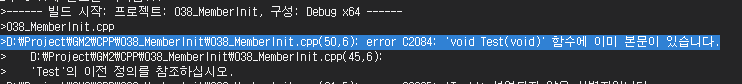 >------ 빌드 시작: 프로젝트: 038_MemberInit, 구성: Debug x64 ------
>038_MemberInit.cpp
>D:\Project\GM2\CPP\038_MemberInit\038_MemberInit.cpp(50,6): error C2084: 'void Test(void)' 함수에 이미 본문이 있습니다.
>    D:\Project\GM2\CPP\038_MemberInit\038_MemberInit.cpp(45,6):
>    'Test'의 이전 정의를 참조하십시오.